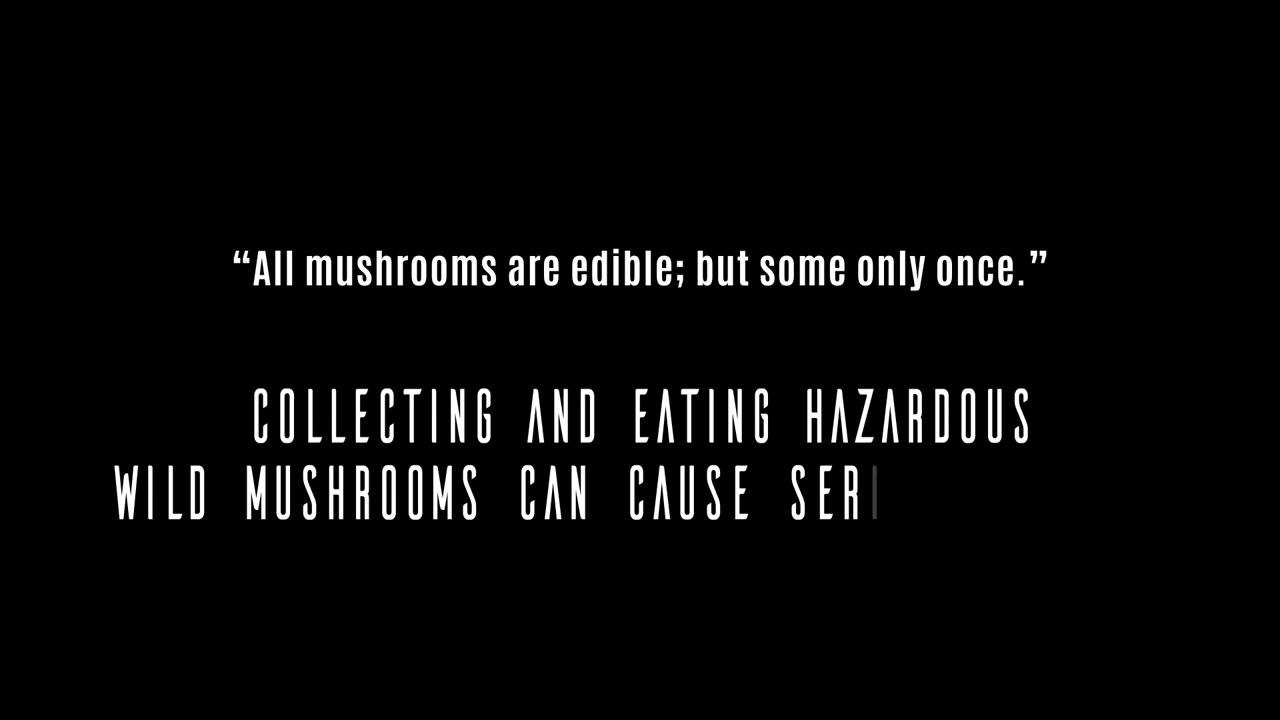 “All mushrooms are edible; but some only once.”
COLLECTING AND EATING HAZARDOUS
WILD MUSHROOMS CAN CAUSE SERI